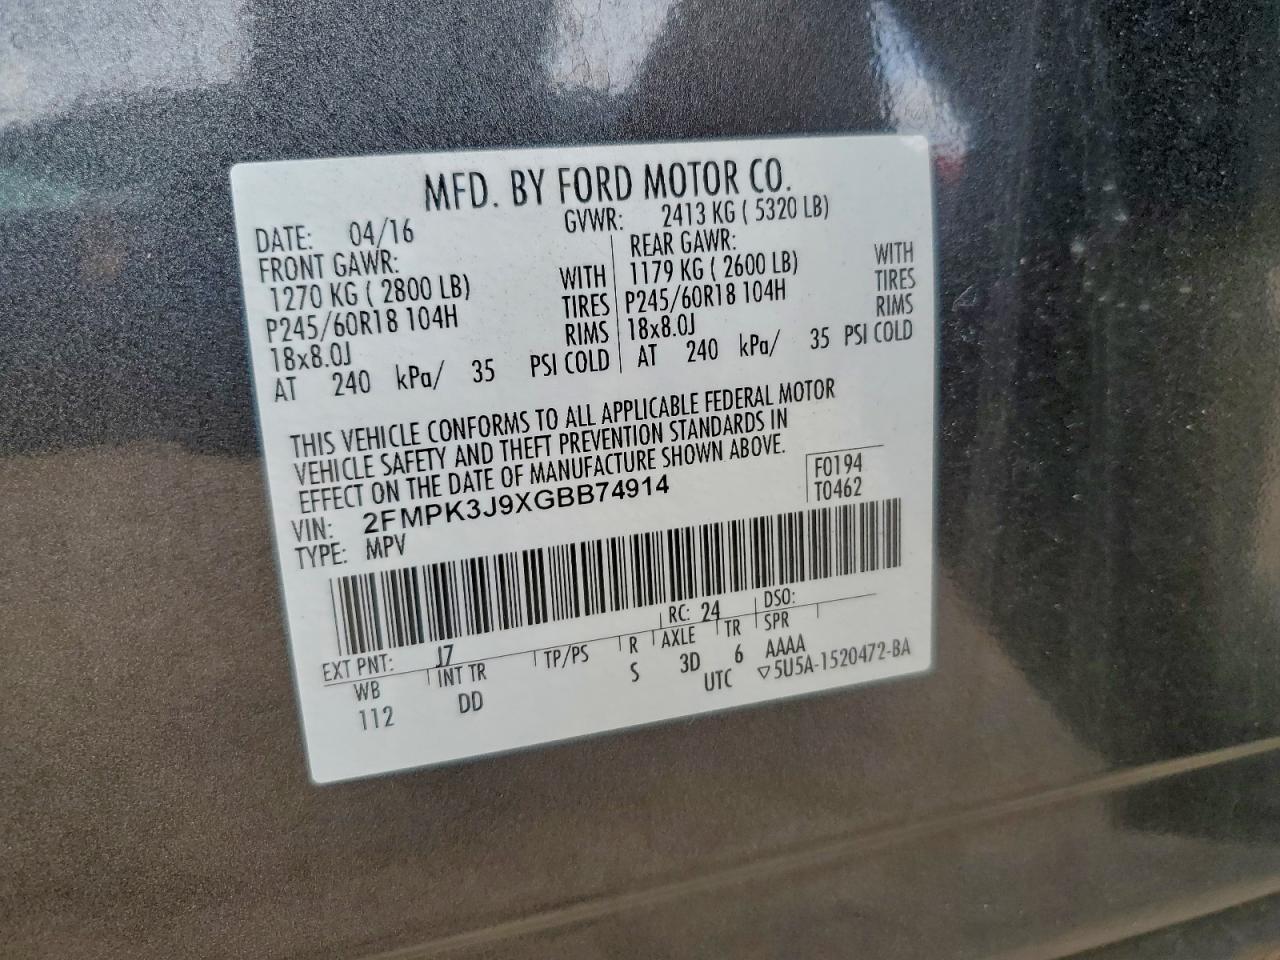 MFD. BY FORD MOTOR CO.
DATE: 04/16 GVWR: 2413 KG ( 5320 LB)
FRONT GAWR: REAR GAWR:
1270 KG ( 2800 LB) WITH 1179 KG ( 2600 LB) WITH
P245/60R18 104H TIRES P245/60R18 104H TIRES
18x8.0J RIMS 18x8.0J RIMS
AT 240 kPa/ 35 PSI COLD AT 240 kPa/ 35 PSI COLD
THIS VEHICLE CONFORMS TO ALL APPLICABLE FEDERAL MOTOR
VEHICLE SAFETY AND THEFT PREVENTION STANDARDS IN
EFFECT ON THE DATE OF MANUFACTURE SHOWN ABOVE.
VIN: 2FMPK3J9XGBB74914 F0194
TYPE: MPV T0462
EXT PNT: J7 RC: 24 DSO:
WB INT TR TP/PS R AXLE TR SPR
112 DD S 3D 6 AAAA
UTC ▽5U5A-1520472-BA